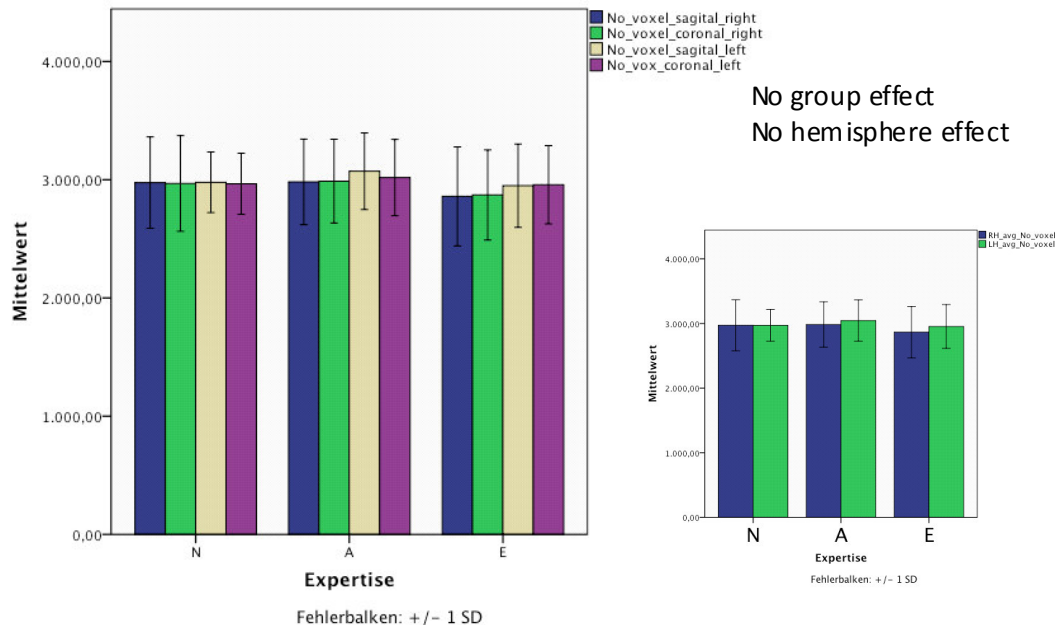 No_voxel_sagital_right
No_voxel_coronal_right
No_voxel_sagital_left
No_vox_coronal_left
4.000,00
3.000,00
2.000,00
1.000,00
0,00
Mittelwert
N A E
Expertise
Fehlerbalken: +/- 1 SD
No group effect
No hemisphere effect
RH_avg_No_voxel
LH_avg_No_voxel
4.000,00
3.000,00
2.000,00
1.000,00
0,00
Mittelwert
N A E
Expertise
Fehlerbalken: +/- 1 SD